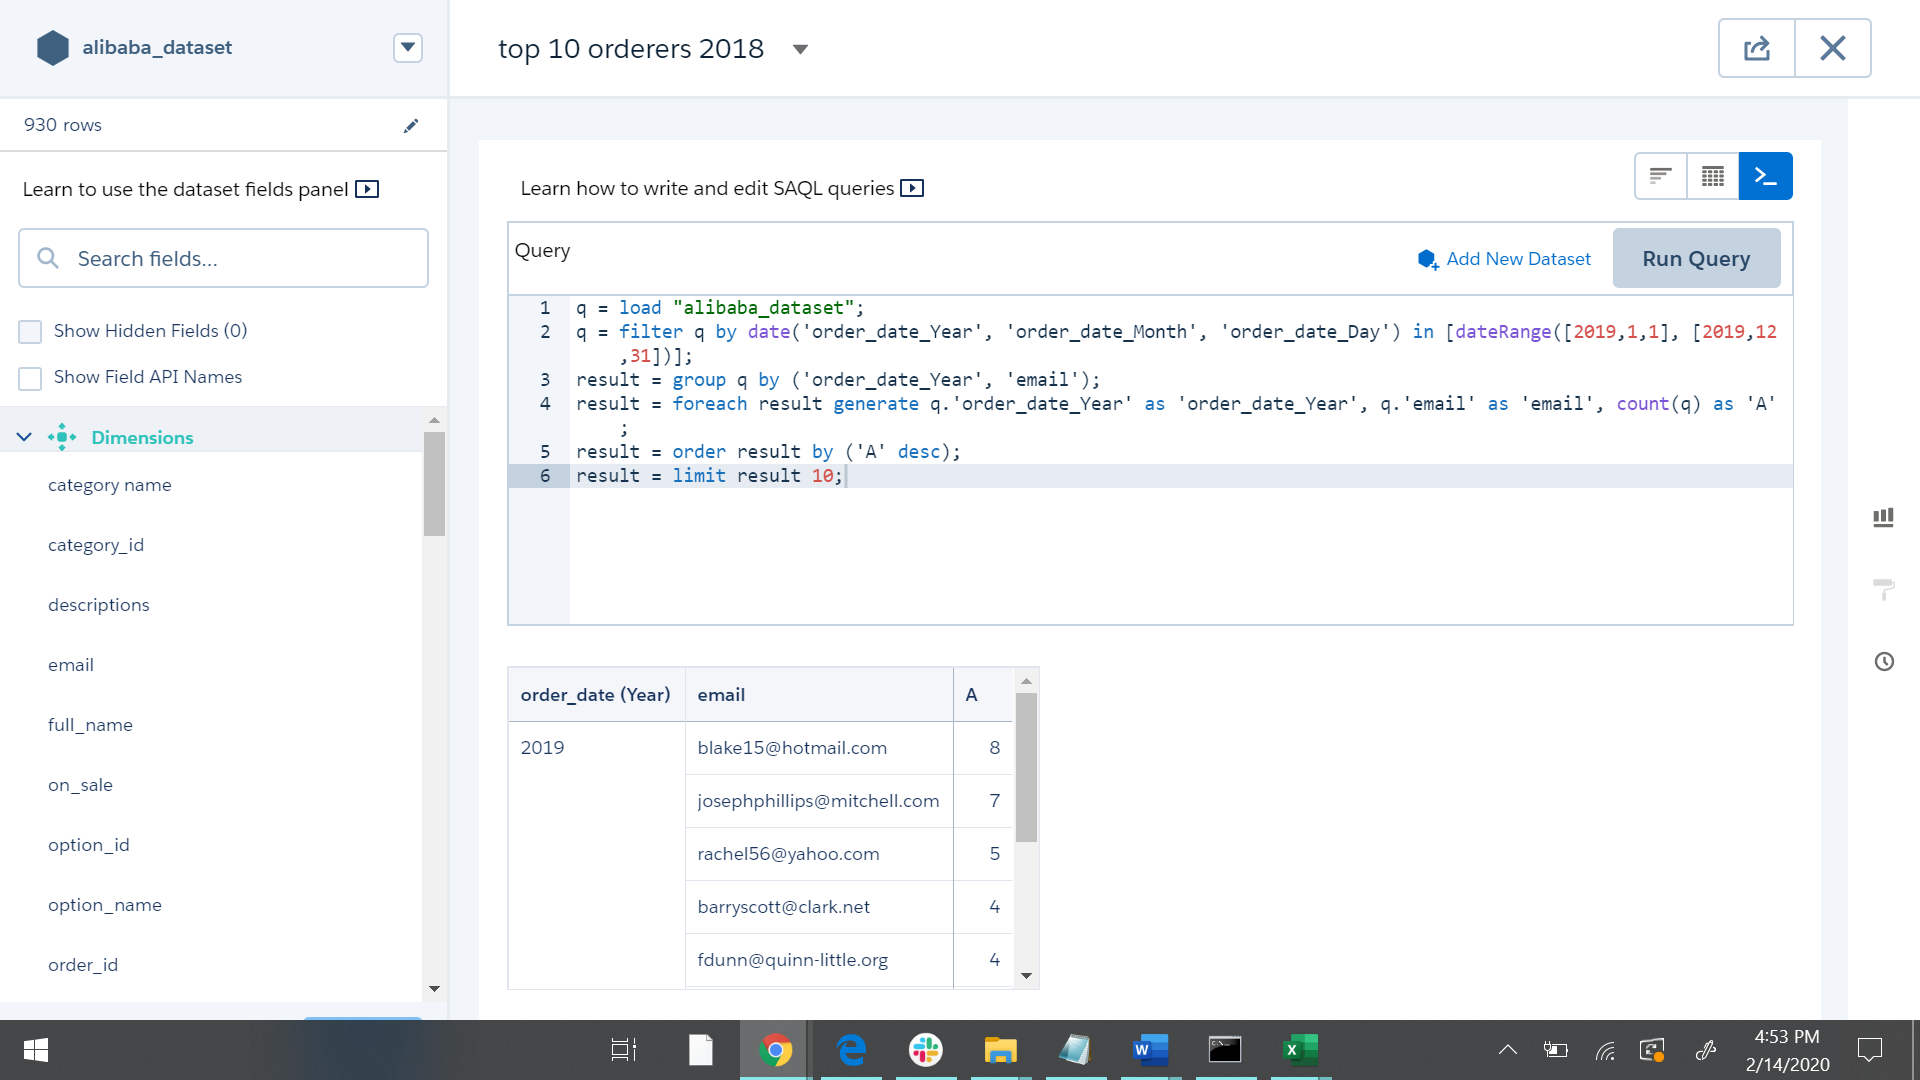 alibaba_dataset
930 rows
Learn to use the dataset fields panel
Search fields...
Show Hidden Fields (0)
Show Field API Names
Dimensions
category name
category_id
descriptions
email
full_name
on_sale
option_id
option_name
order_id
top 10 orderers 2018
Learn how to write and edit SAQL queries
Query
Add New Dataset
Run Query
1 q = load "alibaba_dataset";
2 q = filter q by date('order_date_Year', 'order_date_Month', 'order_date_Day') in [dateRange([2019,1,1], [2019,12
,31])];
3 result = group q by ('order_date_Year', 'email');
4 result = foreach result generate q.'order_date_Year' as 'order_date_Year', q.'email' as 'email', count(q) as 'A'
;
5 result = order result by ('A' desc);
6 result = limit result 10;
order_date (Year) email A
2019 blake15@hotmail.com 8
josephphillips@mitchell.com 7
rachel56@yahoo.com 5
barryscott@clark.net 4
fdunn@quinn-little.org 4
4:53 PM
2/14/2020